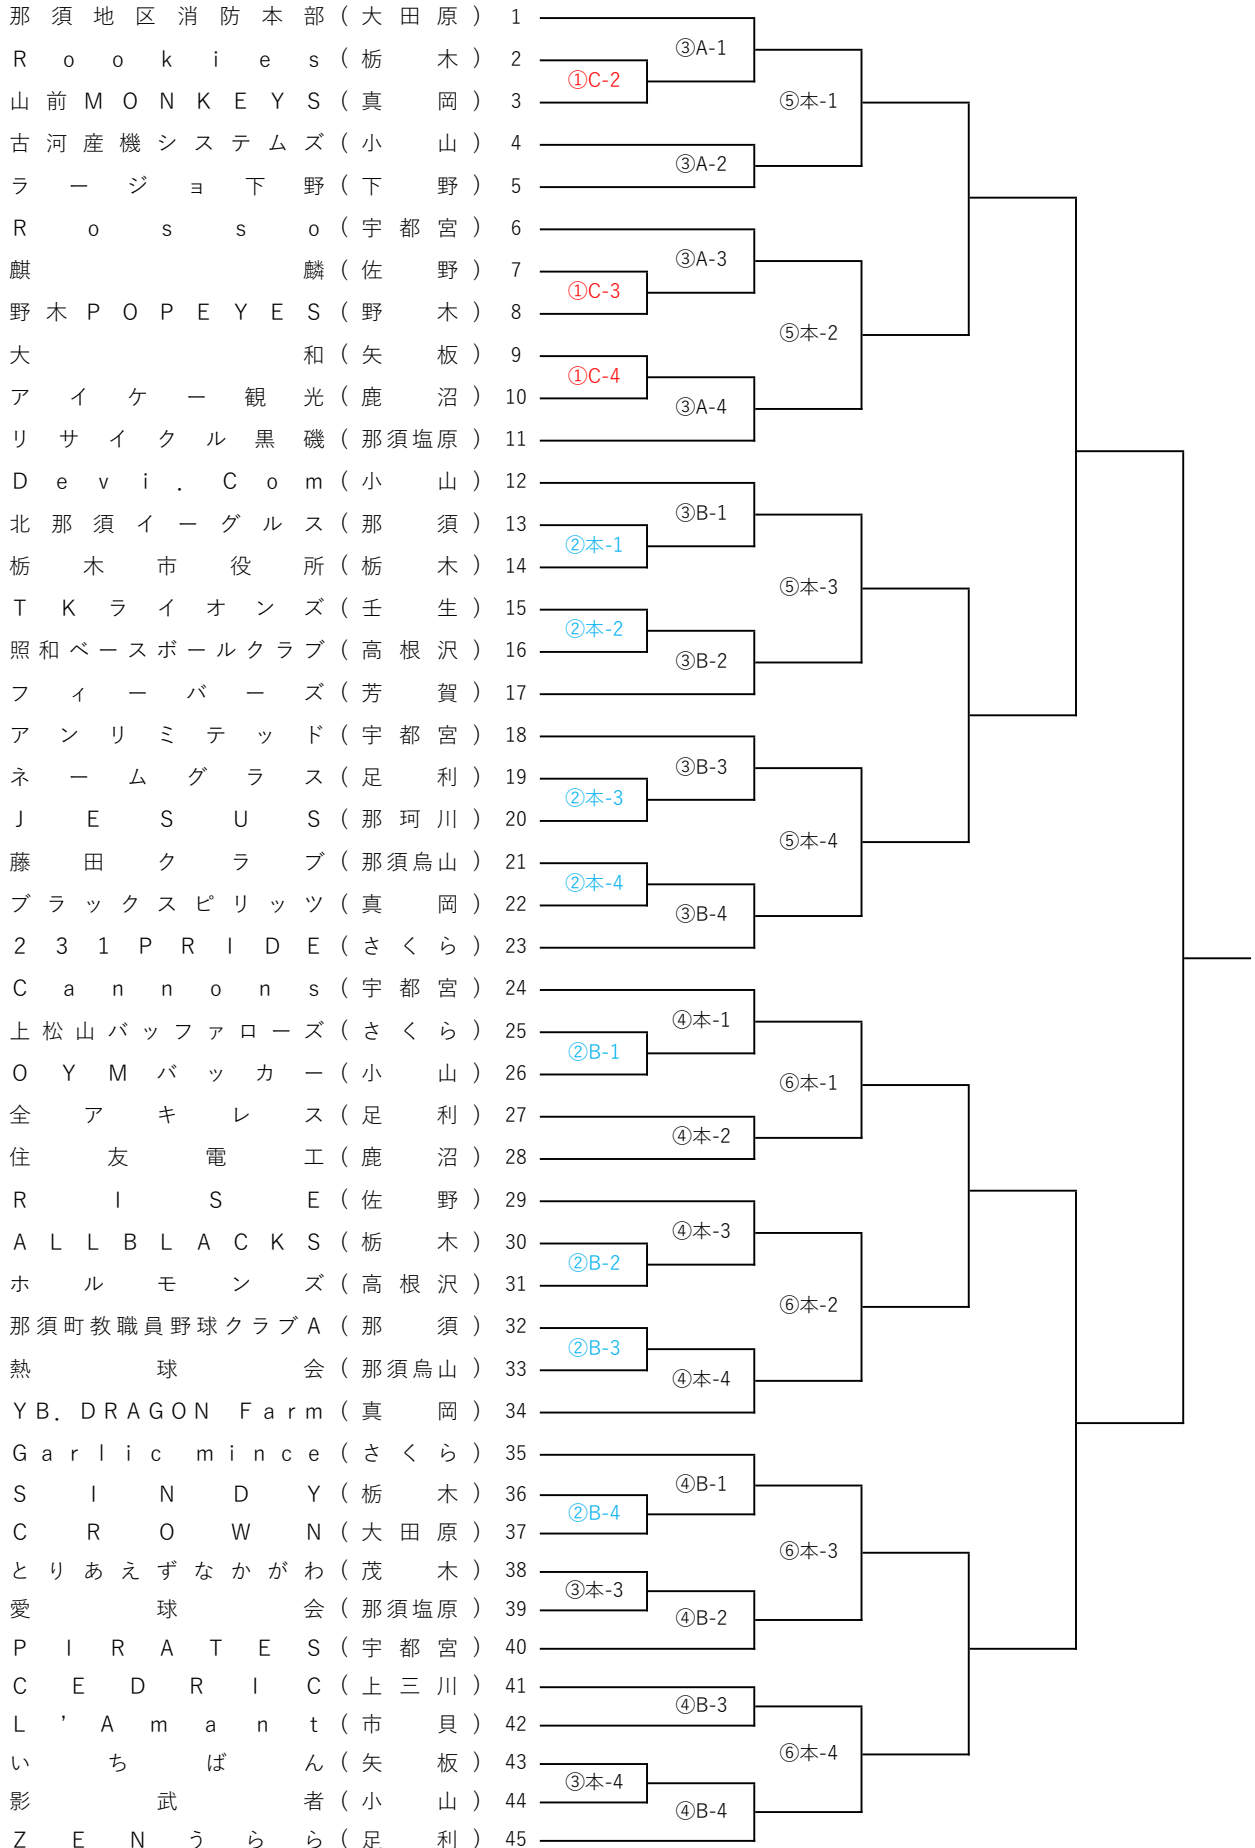 那須地区消防本部(大田原) 1
Rookies(栃木) 2
山前MONKEYS(真岡) 3
古河産機システムズ(小山) 4
ラージョ下野(下野) 5
Rosso(宇都宮) 6
麒麟(佐野) 7
野木POPEYES(野木) 8
大和(矢板) 9
アイケー観光(鹿沼) 10
リサイクル黒磯(那須塩原) 11
Devi.Com(小山) 12
北那須イーグルス(那須) 13
栃木市役所(栃木) 14
TKライオンズ(壬生) 15
照和ベースボールクラブ(高根沢) 16
フィーバーズ(芳賀) 17
アンリミテッド(宇都宮) 18
ネームグラス(足利) 19
JESUS(那珂川) 20
藤田クラブ(那須烏山) 21
ブラックスピリッツ(真岡) 22
231PRIDE(さくら) 23
Cannons(宇都宮) 24
上松山バッファローズ(さくら) 25
OYMバッカー(小山) 26
全アキレス(足利) 27
住友電工(鹿沼) 28
RISE(佐野) 29
ALLBLACKS(栃木) 30
ホルモンズ(高根沢) 31
那須町教職員野球クラブA(那須) 32
熱球会(那須烏山) 33
YB.DRAGON Farm(真岡) 34
Garlic mince(さくら) 35
SINDY(栃木) 36
CROWN(大田原) 37
とりあえずなかがわ(茂木) 38
愛球会(那須塩原) 39
PIRATES(宇都宮) 40
CEDRIC(上三川) 41
L’Amant(市貝) 42
いちばん(矢板) 43
影武者(小山) 44
ZENうらら(足利) 45
①C-2
①C-3
①C-4
②本-1
②本-2
②本-3
②本-4
②B-1
②B-2
②B-3
②B-4
③本-3
③本-4
③A-1
③A-2
③A-3
③A-4
③B-1
③B-2
③B-3
③B-4
④本-1
④本-2
④本-3
④本-4
④B-1
④B-2
④B-3
④B-4
⑤本-1
⑤本-2
⑤本-3
⑤本-4
⑥本-1
⑥本-2
⑥本-3
⑥本-4